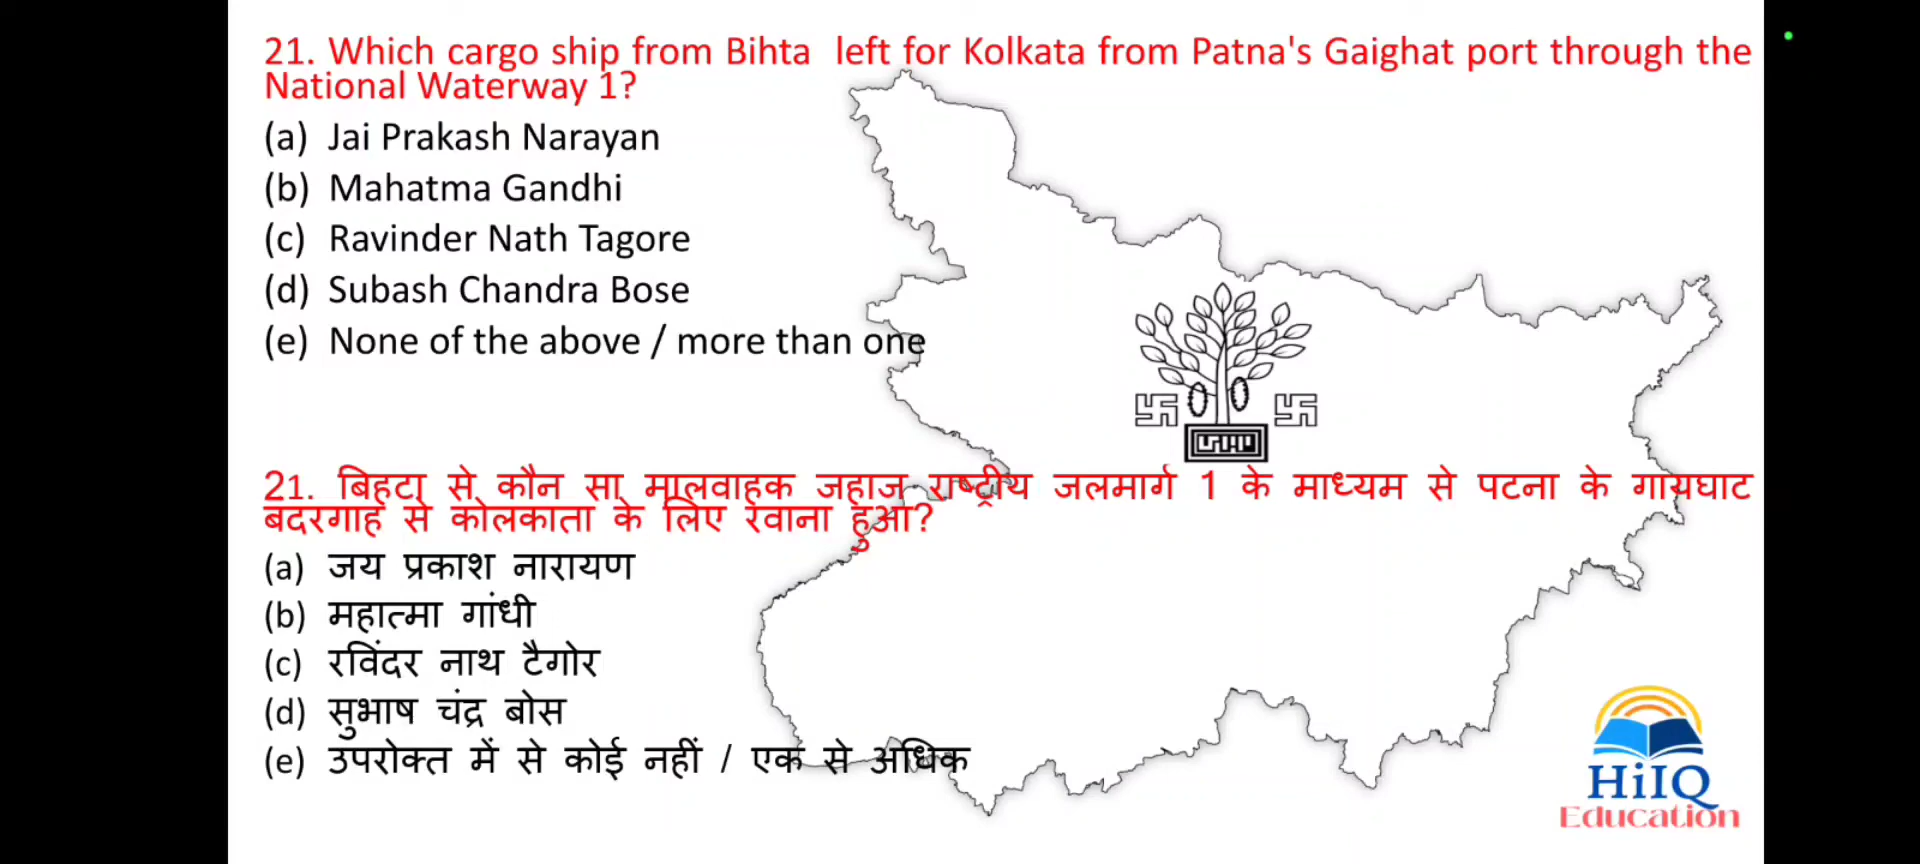 21. Which cargo ship from Bihta left for Kolkata from Patna's Gaighat port through the
National Waterway 1?
(a) Jai Prakash Narayan
(b) Mahatma Gandhi
(c) Ravinder Nath Tagore
(d) Subash Chandra Bose
(e) None of the above / more than one
21. बिहटा से कौन सा मालवाहक जहाज राष्ट्रीय जलमार्ग 1 के माध्यम से पटना के गायघाट
बंदरगाह से कोलकाता के लिए रवाना हुआ?
(a) जय प्रकाश नारायण
(b) महात्मा गांधी
(c) रविंदर नाथ टैगोर
(d) सुभाष चंद्र बोस
(e) उपरोक्त में से कोई नहीं / एक से अधिक
HiIQ
Education